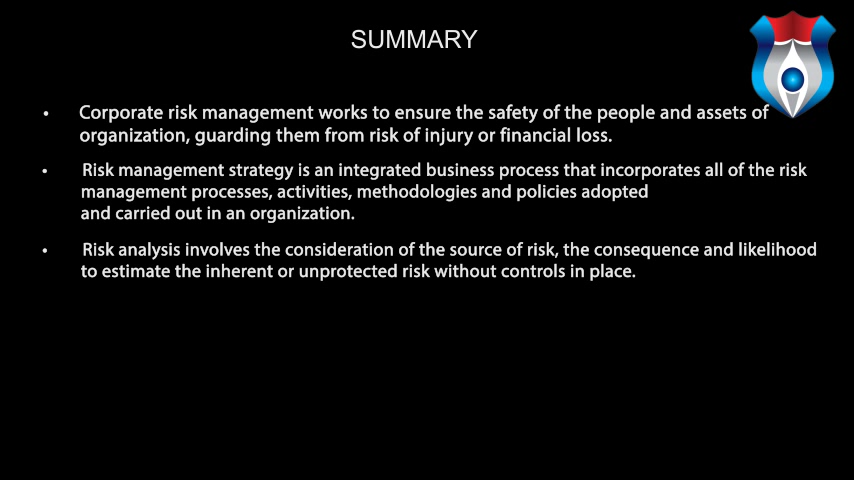 SUMMARY
• Corporate risk management works to ensure the safety of the people and assets of
organization, guarding them from risk of injury or financial loss.
• Risk management strategy is an integrated business process that incorporates all of the risk
management processes, activities, methodologies and policies adopted
and carried out in an organization.
• Risk analysis involves the consideration of the source of risk, the consequence and likelihood
to estimate the inherent or unprotected risk without controls in place.